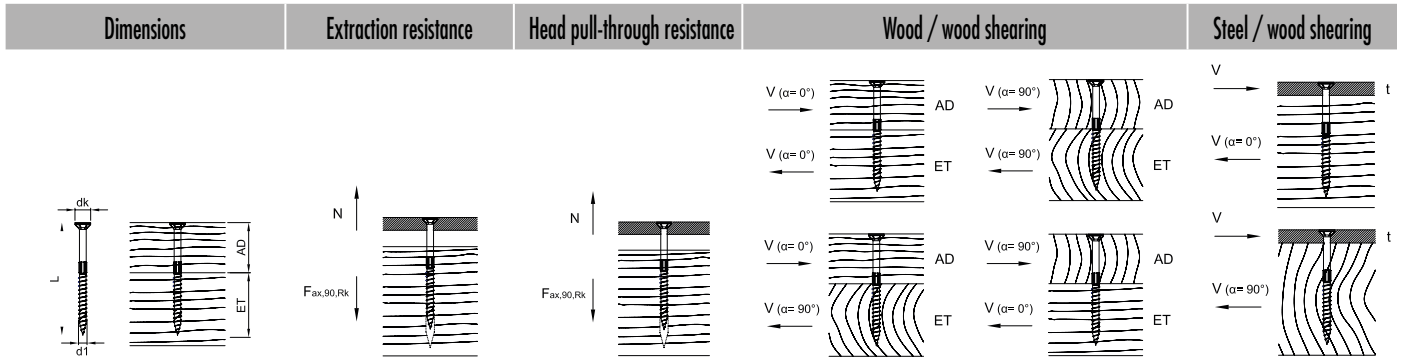 Dimensions
Extraction resistance
Head pull-through resistance
Wood / wood shearing
Steel / wood shearing
dk
L
d1
AD
ET
N
Fax,90,Rk
N
Fax,90,Rk
V (α= 0°)
V (α= 0°)
AD
ET
V (α= 90°)
V (α= 90°)
AD
ET
V (α= 0°)
V (α= 90°)
V (α= 90°)
V (α= 0°)
AD
ET
V
t
V (α= 0°)
V
t
V (α= 90°)